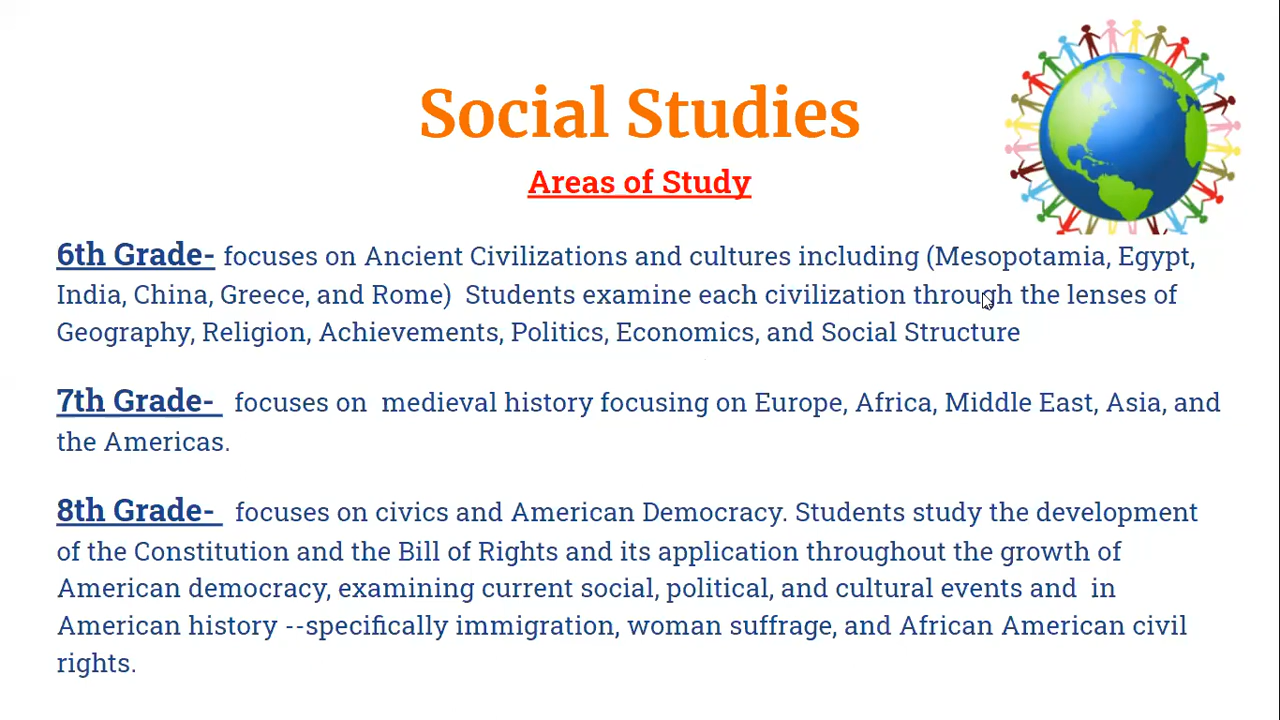 Social Studies
Areas of Study
6th Grade- focuses on Ancient Civilizations and cultures including (Mesopotamia, Egypt,
India, China, Greece, and Rome)  Students examine each civilization through the lenses of
Geography, Religion, Achievements, Politics, Economics, and Social Structure
7th Grade-  focuses on  medieval history focusing on Europe, Africa, Middle East, Asia, and
the Americas.
8th Grade-  focuses on civics and American Democracy. Students study the development
of the Constitution and the Bill of Rights and its application throughout the growth of
American democracy, examining current social, political, and cultural events and  in
American history --specifically immigration, woman suffrage, and African American civil
rights.